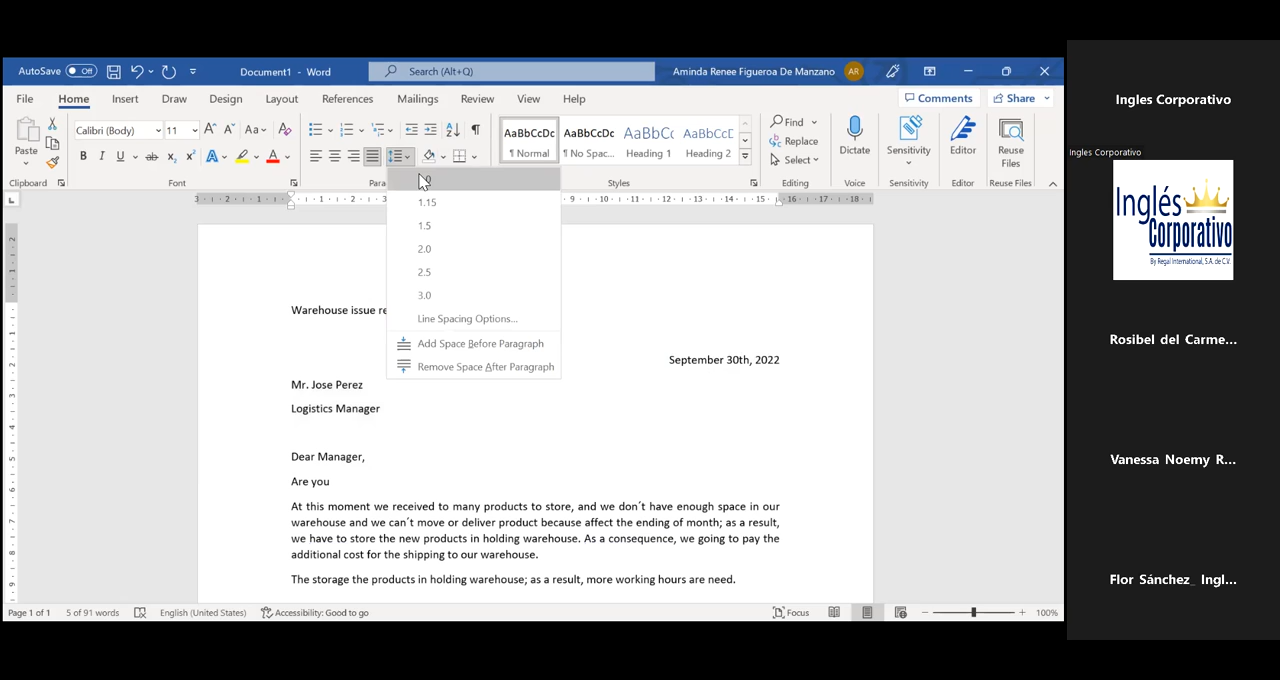 AutoSave Off
Document1 - Word
Search (Alt+Q)
Aminda Renee Figueroa De Manzano
AR
File Home Insert Draw Design Layout References Mailings Review View Help
Comments
Share
Paste
Calibri (Body) 11
AaBbCcDc AaBbCcDc AaBbCc AaBbCcD
¶ Normal ¶ No Spac... Heading 1 Heading 2
Find
Replace
Select
Dictate
Sensitivity
Editor
Reuse Files
Clipboard Font Styles Editing Voice Sensitivity Editor Reuse Files
1.15
1.5
2.0
2.5
3.0
Line Spacing Options...
Add Space Before Paragraph
Remove Space After Paragraph
Warehouse issue re
September 30th, 2022
Mr. Jose Perez
Logistics Manager
Dear Manager,
Are you
At this moment we received to many products to store, and we don´t have enough space in our
warehouse and we can´t move or deliver product because affect the ending of month; as a result,
we have to store the new products in holding warehouse. As a consequence, we going to pay the
additional cost for the shipping to our warehouse.
The storage the products in holding warehouse; as a result, more working hours are need.
Page 1 of 1 5 of 91 words English (United States) Accessibility: Good to go Focus 100%
Ingles Corporativo
Ingles Corporativo
Inglés
Corporativo
By Regal International, S.A. de C.V.
Rosibel del Carme...
Vanessa Noemy R...
Flor Sánchez_ Ingl...